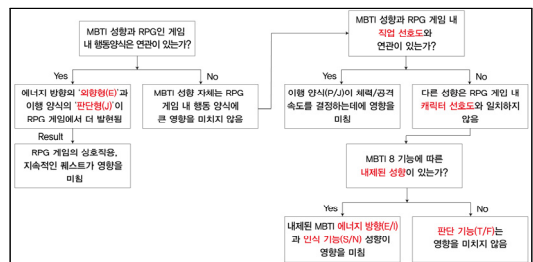 MBTI 성향과 RPG인 게임
내 행동양식은 연관이 있는가?
Yes
No
에너지 방향의 '외향형(E)'과
이행 양식의 '판단형(J)'이
RPG 게임에서 더 발현됨
MBTI 성향 자체는 RPG
게임 내 행동 양식에
큰 영향을 미치지 않음
Result
RPG 게임의 상호작용,
지속적인 퀘스트가 영향을
미침
MBTI 성향과 RPG 게임 내
직업 선호도와
연관이 있는가?
Yes
No
이행 양식(P/J)이 체력/공격
속도를 결정하는데에 영향을
미침
다른 성향은 RPG 게임 내
캐릭터 선호도와 일치하지
않음
MBTI 8 기능에 따른
내제된 성향이 있는가?
Yes
No
내제된 MBTI 에너지 방향(E/I)
과 인식 기능(S/N) 성향이
영향을 미침
판단 기능(T/F)는
영향을 미치지 않음